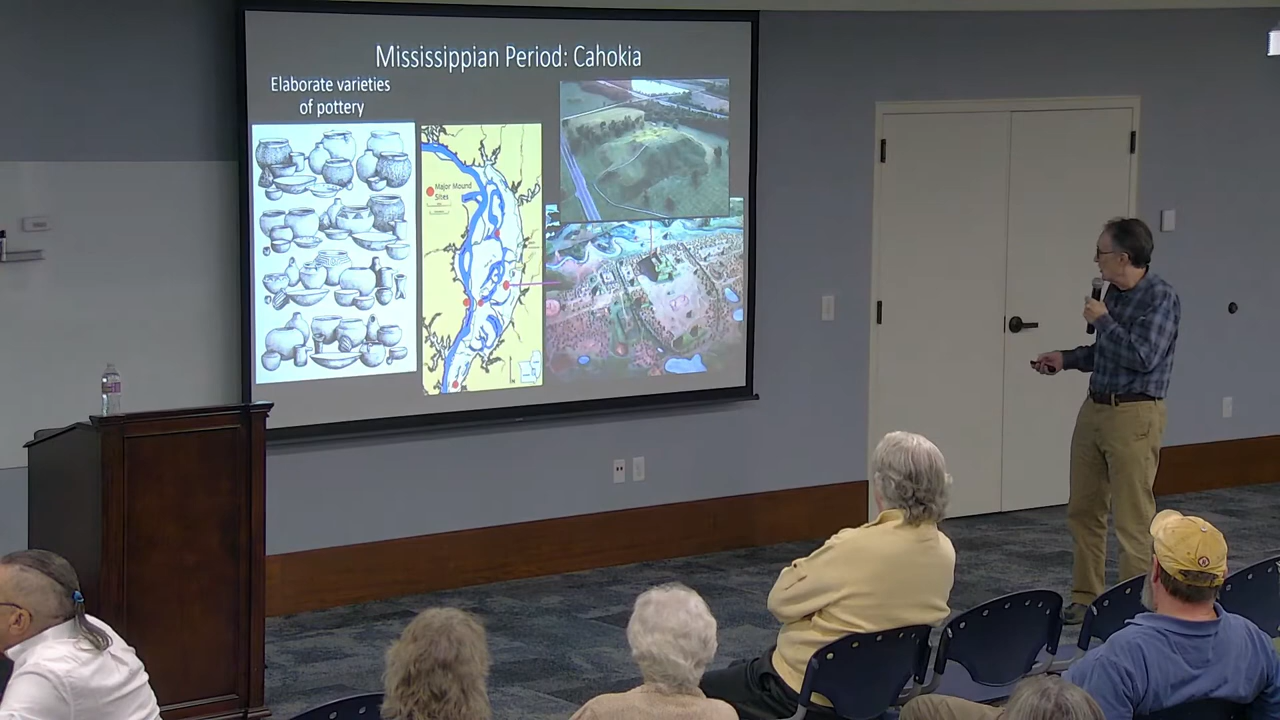 Mississippian Period: Cahokia
Elaborate varieties
of pottery
Major Mound
Sites